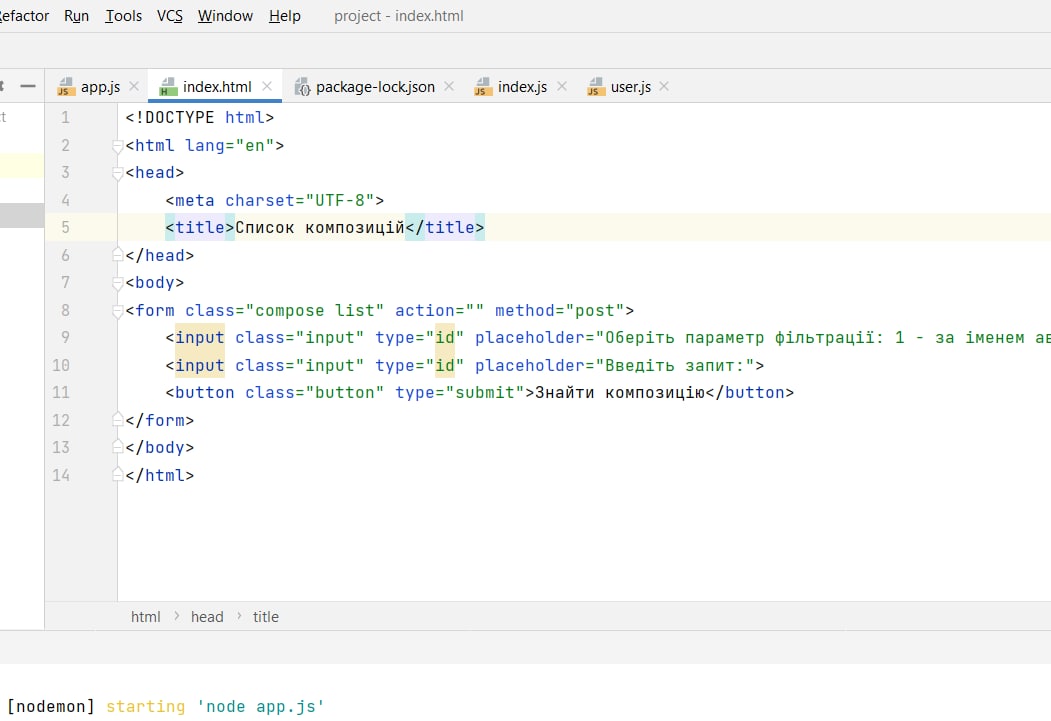 Refactor Run Tools VCS Window Help project - index.html
app.js index.html package-lock.json index.js user.js
1 <!DOCTYPE html>
2 <html lang="en">
3 <head>
4 <meta charset="UTF-8">
5 <title>Список композицій</title>
6 </head>
7 <body>
8 <form class="compose list" action="" method="post">
9 <input class="input" type="id" placeholder="Оберіть параметр фільтрації: 1 - за іменем ав
10 <input class="input" type="id" placeholder="Введіть запит:">
11 <button class="button" type="submit">Знайти композицію</button>
12 </form>
13 </body>
14 </html>
html > head > title
[nodemon] starting 'node app.js'